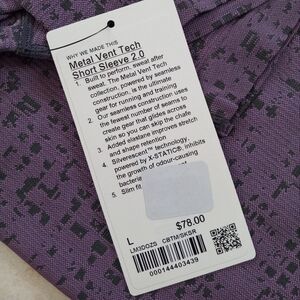 WHY WE MADE THIS
Metal Vent Tech
Short Sleeve 2.0
1. Built to perform, sweat after
sweat. The Metal Vent Tech
collection, powered by seamless
construction, is the ultimate
gear for running and training
2. Our seamless construction uses
the fewest number of seams to
create gear that glides across
skin so you can skip the chafe
3. Added elastane improves stretch
and shape retention
4. Silverescent™ technology,
powered by X-STATIC®, inhibits
the growth of odour-causing
bacteria
5. Slim fit
L
$78.00
LM3DOZS CBTM/SKSR
000144403439